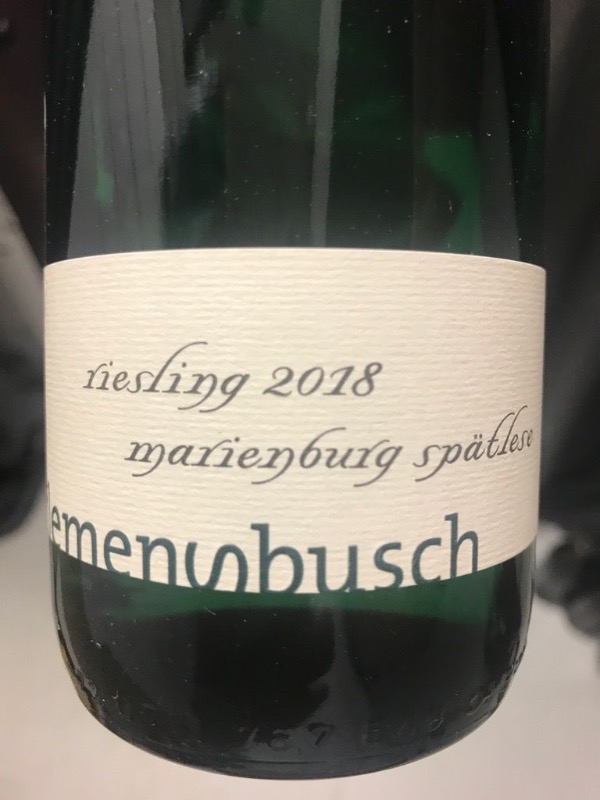 riesling 2018
marienburg spätlese
lemensbusch